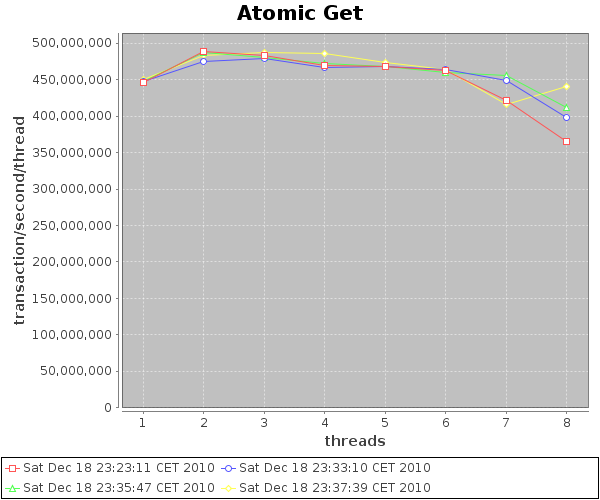 Atomic Get
transaction/second/thread
500,000,000
450,000,000
400,000,000
350,000,000
300,000,000
250,000,000
200,000,000
150,000,000
100,000,000
50,000,000
0
1 2 3 4 5 6 7 8
threads
Sat Dec 18 23:23:11 CET 2010 Sat Dec 18 23:33:10 CET 2010
Sat Dec 18 23:35:47 CET 2010 Sat Dec 18 23:37:39 CET 2010